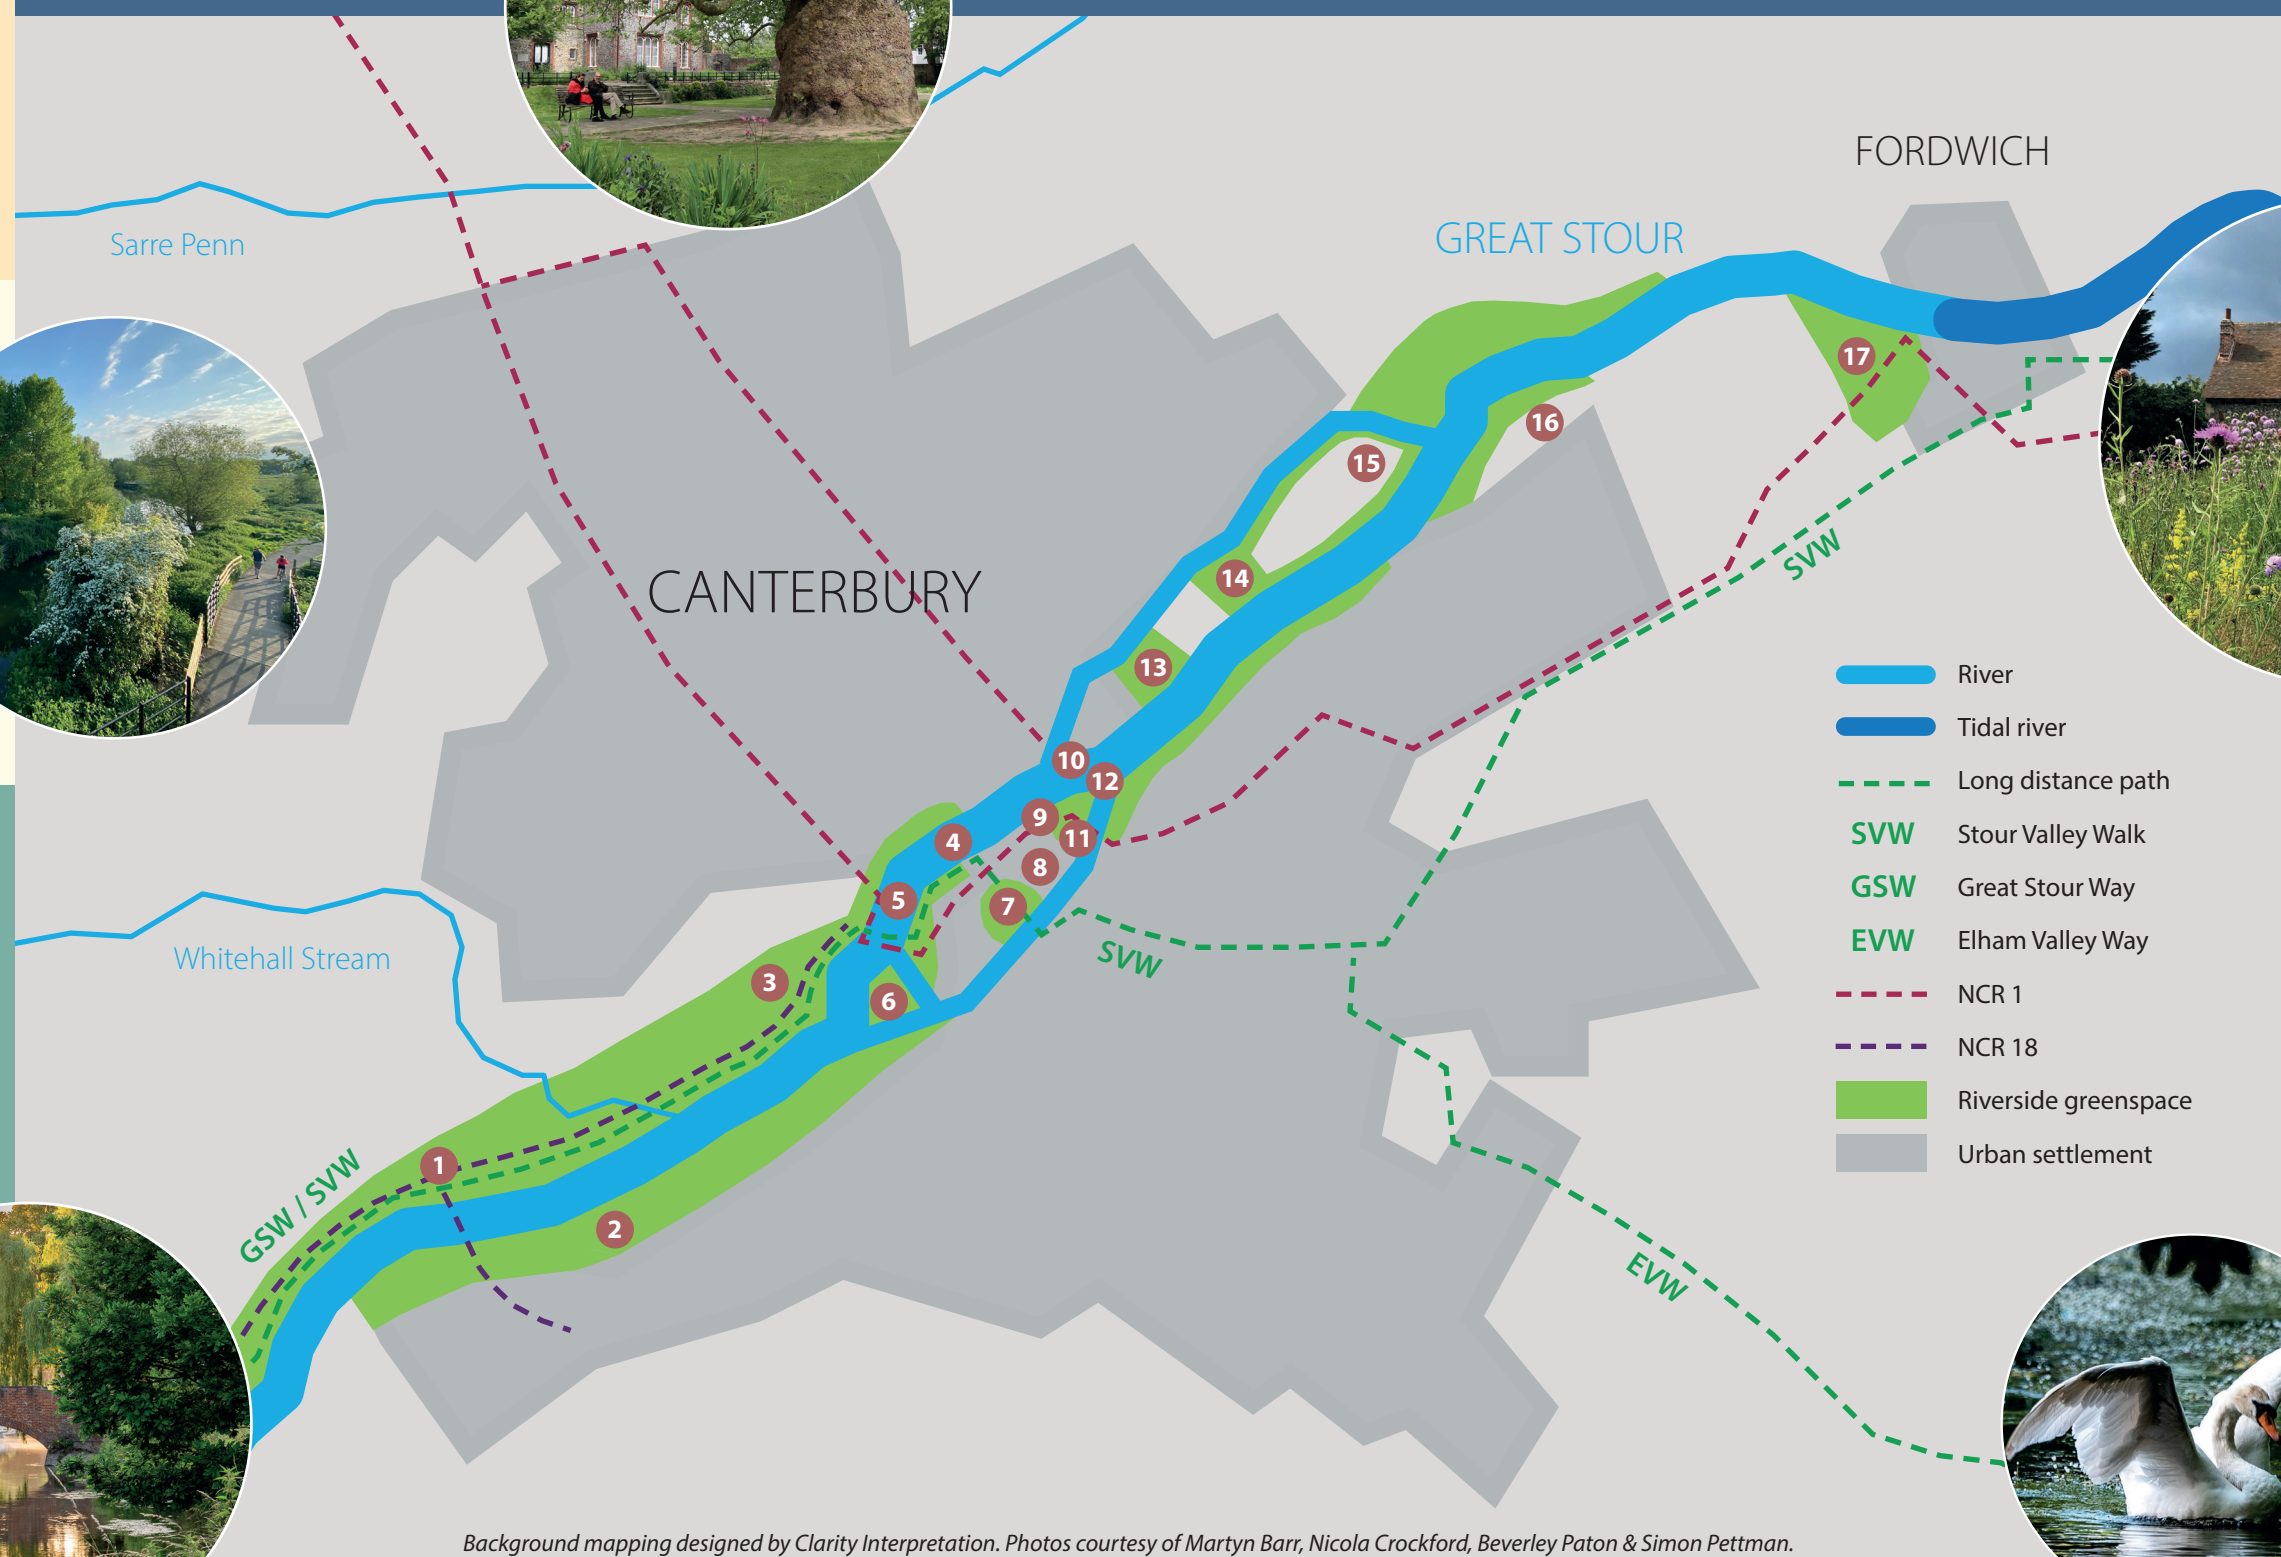 FORDWICH
GREAT STOUR
Sarre Penn
17
16
15
CANTERBURY
14
SVW
13
10
12
9
11
4
8
5
7
Whitehall Stream
SVW
3
6
1
GSW / SVW
2
EVW
River
Tidal river
Long distance path
SVW Stour Valley Walk
GSW Great Stour Way
EVW Elham Valley Way
NCR 1
NCR 18
Riverside greenspace
Urban settlement
Background mapping designed by Clarity Interpretation. Photos courtesy of Martyn Barr, Nicola Crockford, Beverley Paton & Simon Pettman.